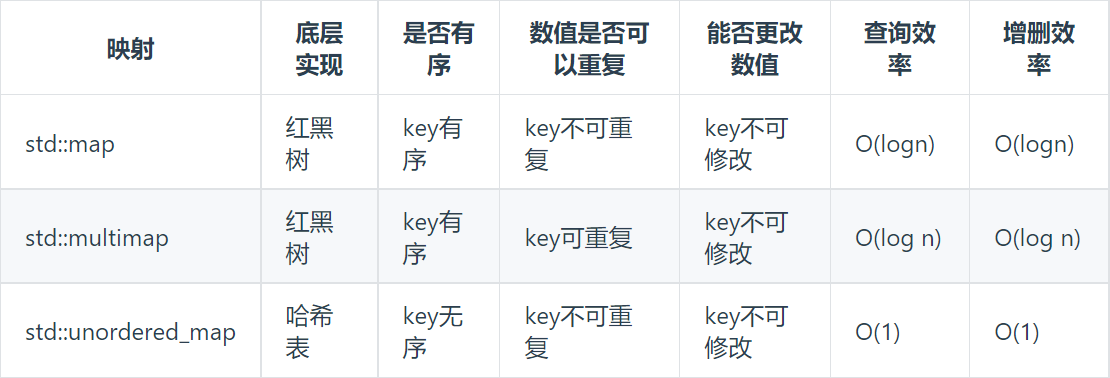 映射
底层
实现
是否有
序
数值是否可
以重复
能否更改
数值
查询效
率
增删效
率
std::map
红黑
树
key有
序
key不可重
复
key不可
修改
O(logn)
O(logn)
std::multimap
红黑
树
key有
序
key可重复
key不可
修改
O(log n)
O(log n)
std::unordered_map
哈希
表
key无
序
key不可重
复
key不可
修改
O(1)
O(1)